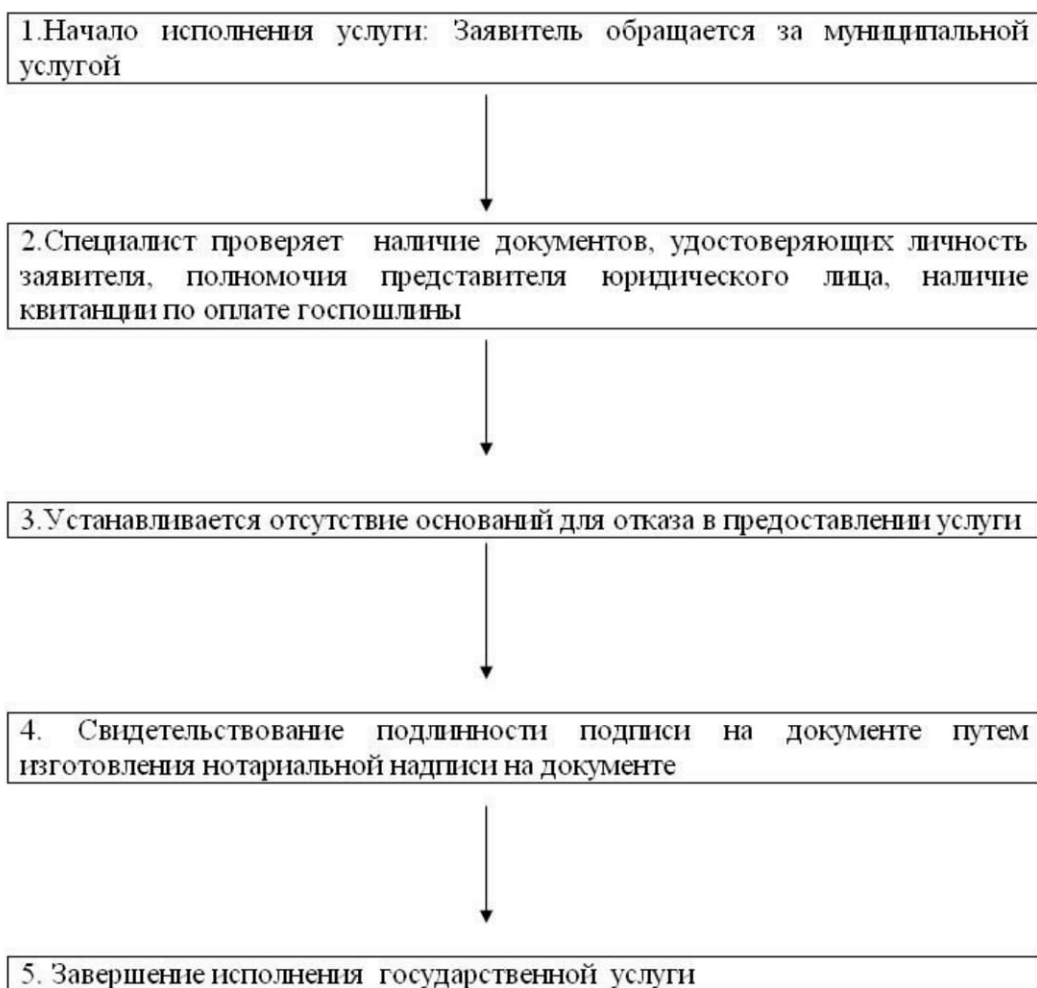 1.Начало исполнения услуги: Заявитель обращается за муниципальной
услугой
2.Специалист проверяет наличие документов, удостоверяющих личность
заявителя, полномочия представителя юридического лица, наличие
квитанции по оплате госпошлины
3.Устанавливается отсутствие оснований для отказа в предоставлении услуги
4. Свидетельствование подлинности подписи на документе путем
изготовления нотариальной надписи на документе
5. Завершение исполнения государственной услуги